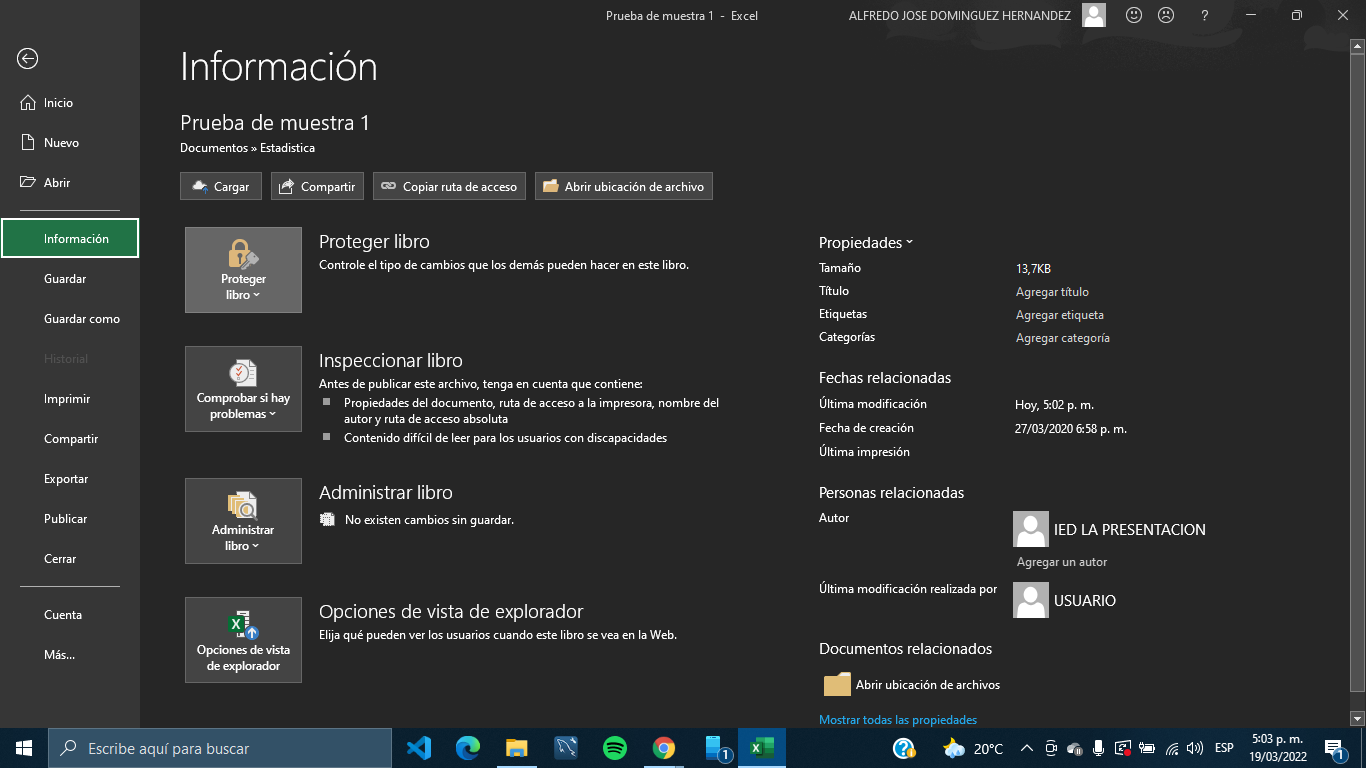 Prueba de muestra 1 - Excel
ALFREDO JOSE DOMINGUEZ HERNANDEZ
?
Inicio
Nuevo
Abrir
Información
Guardar
Guardar como
Historial
Imprimir
Compartir
Exportar
Publicar
Cerrar
Cuenta
Más...
Información
Prueba de muestra 1
Documentos » Estadistica
Cargar
Compartir
Copiar ruta de acceso
Abrir ubicación de archivo
Proteger
libro
Proteger libro
Controle el tipo de cambios que los demás pueden hacer en este libro.
Comprobar si hay
problemas
Inspeccionar libro
Antes de publicar este archivo, tenga en cuenta que contiene:
Propiedades del documento, ruta de acceso a la impresora, nombre del
autor y ruta de acceso absoluta
Contenido difícil de leer para los usuarios con discapacidades
Administrar
libro
Administrar libro
No existen cambios sin guardar.
Opciones de vista
de explorador
Opciones de vista de explorador
Elija qué pueden ver los usuarios cuando este libro se vea en la Web.
Propiedades
Tamaño 13,7KB
Título Agregar título
Etiquetas Agregar etiqueta
Categorías Agregar categoría
Fechas relacionadas
Última modificación Hoy, 5:02 p. m.
Fecha de creación 27/03/2020 6:58 p. m.
Última impresión
Personas relacionadas
Autor IED LA PRESENTACION
Agregar un autor
Última modificación realizada por USUARIO
Documentos relacionados
Abrir ubicación de archivos
Mostrar todas las propiedades
Escribe aquí para buscar
1
20°C
ESP
5:03 p. m.
19/03/2022
1